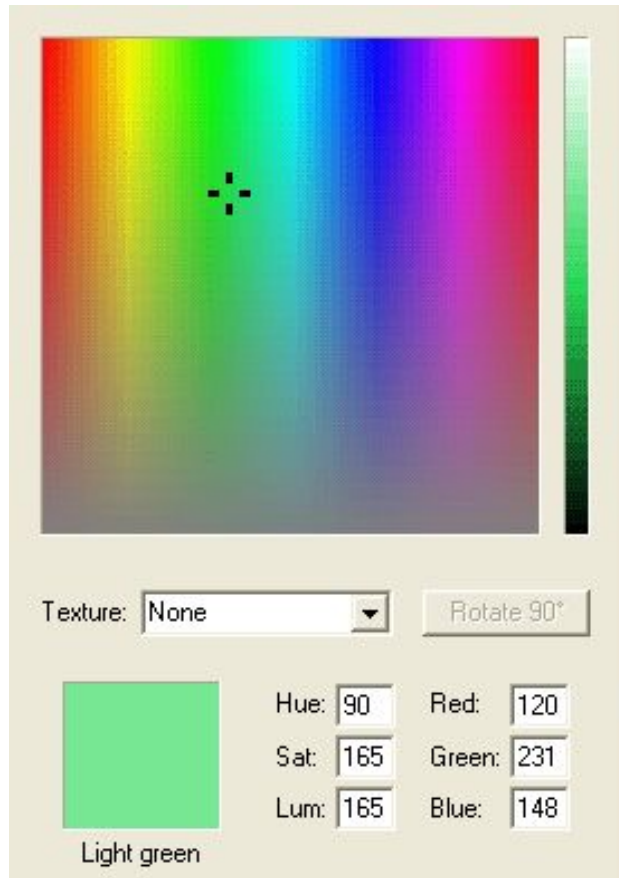 Texture: None Rotate 90°
Hue: 90 Red: 120
Sat: 165 Green: 231
Lum: 165 Blue: 148
Light green